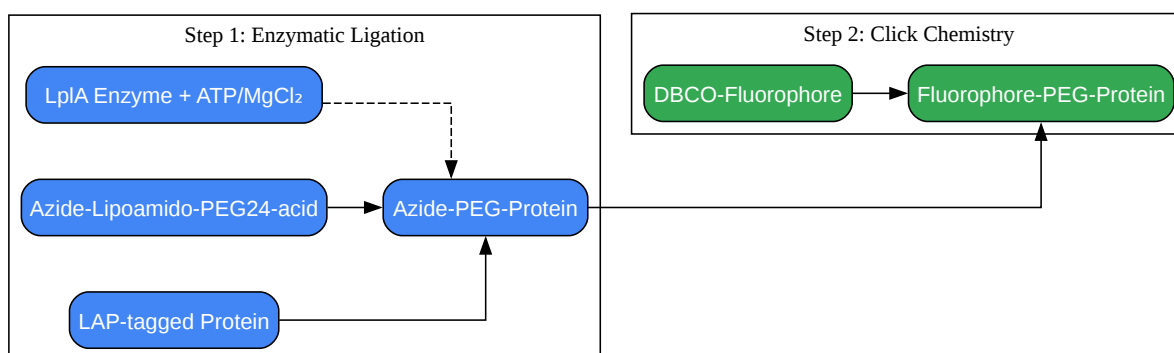 Step 1: Enzymatic Ligation
LplA Enzyme + ATP/MgCl₂
Azide-Lipoamido-PEG24-acid
Azide-PEG-Protein
LAP-tagged Protein
Step 2: Click Chemistry
DBCO-Fluorophore
Fluorophore-PEG-Protein